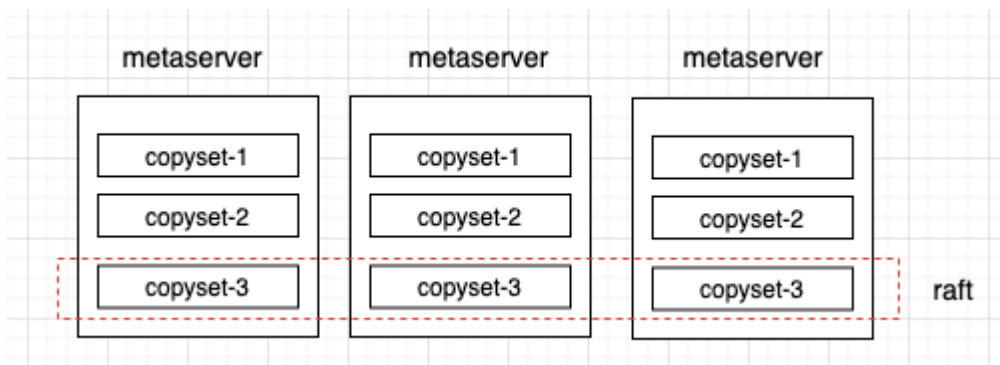 metaserver metaserver metaserver
copyset-1 copyset-1 copyset-1
copyset-2 copyset-2 copyset-2
copyset-3 copyset-3 copyset-3 raft